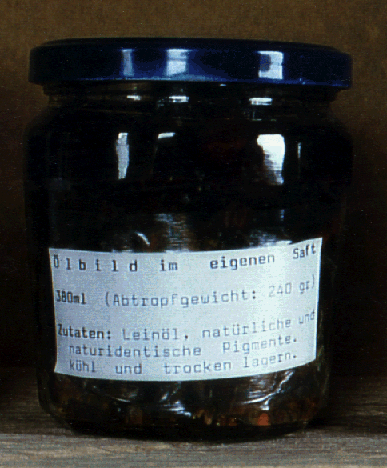 Ölbild im eigenen Saft
380ml (Abtropfgewicht: 240 gr)
Zutaten: Leinöl, natürliche und
naturidentische Pigmente.
kühl und trocken lagern.